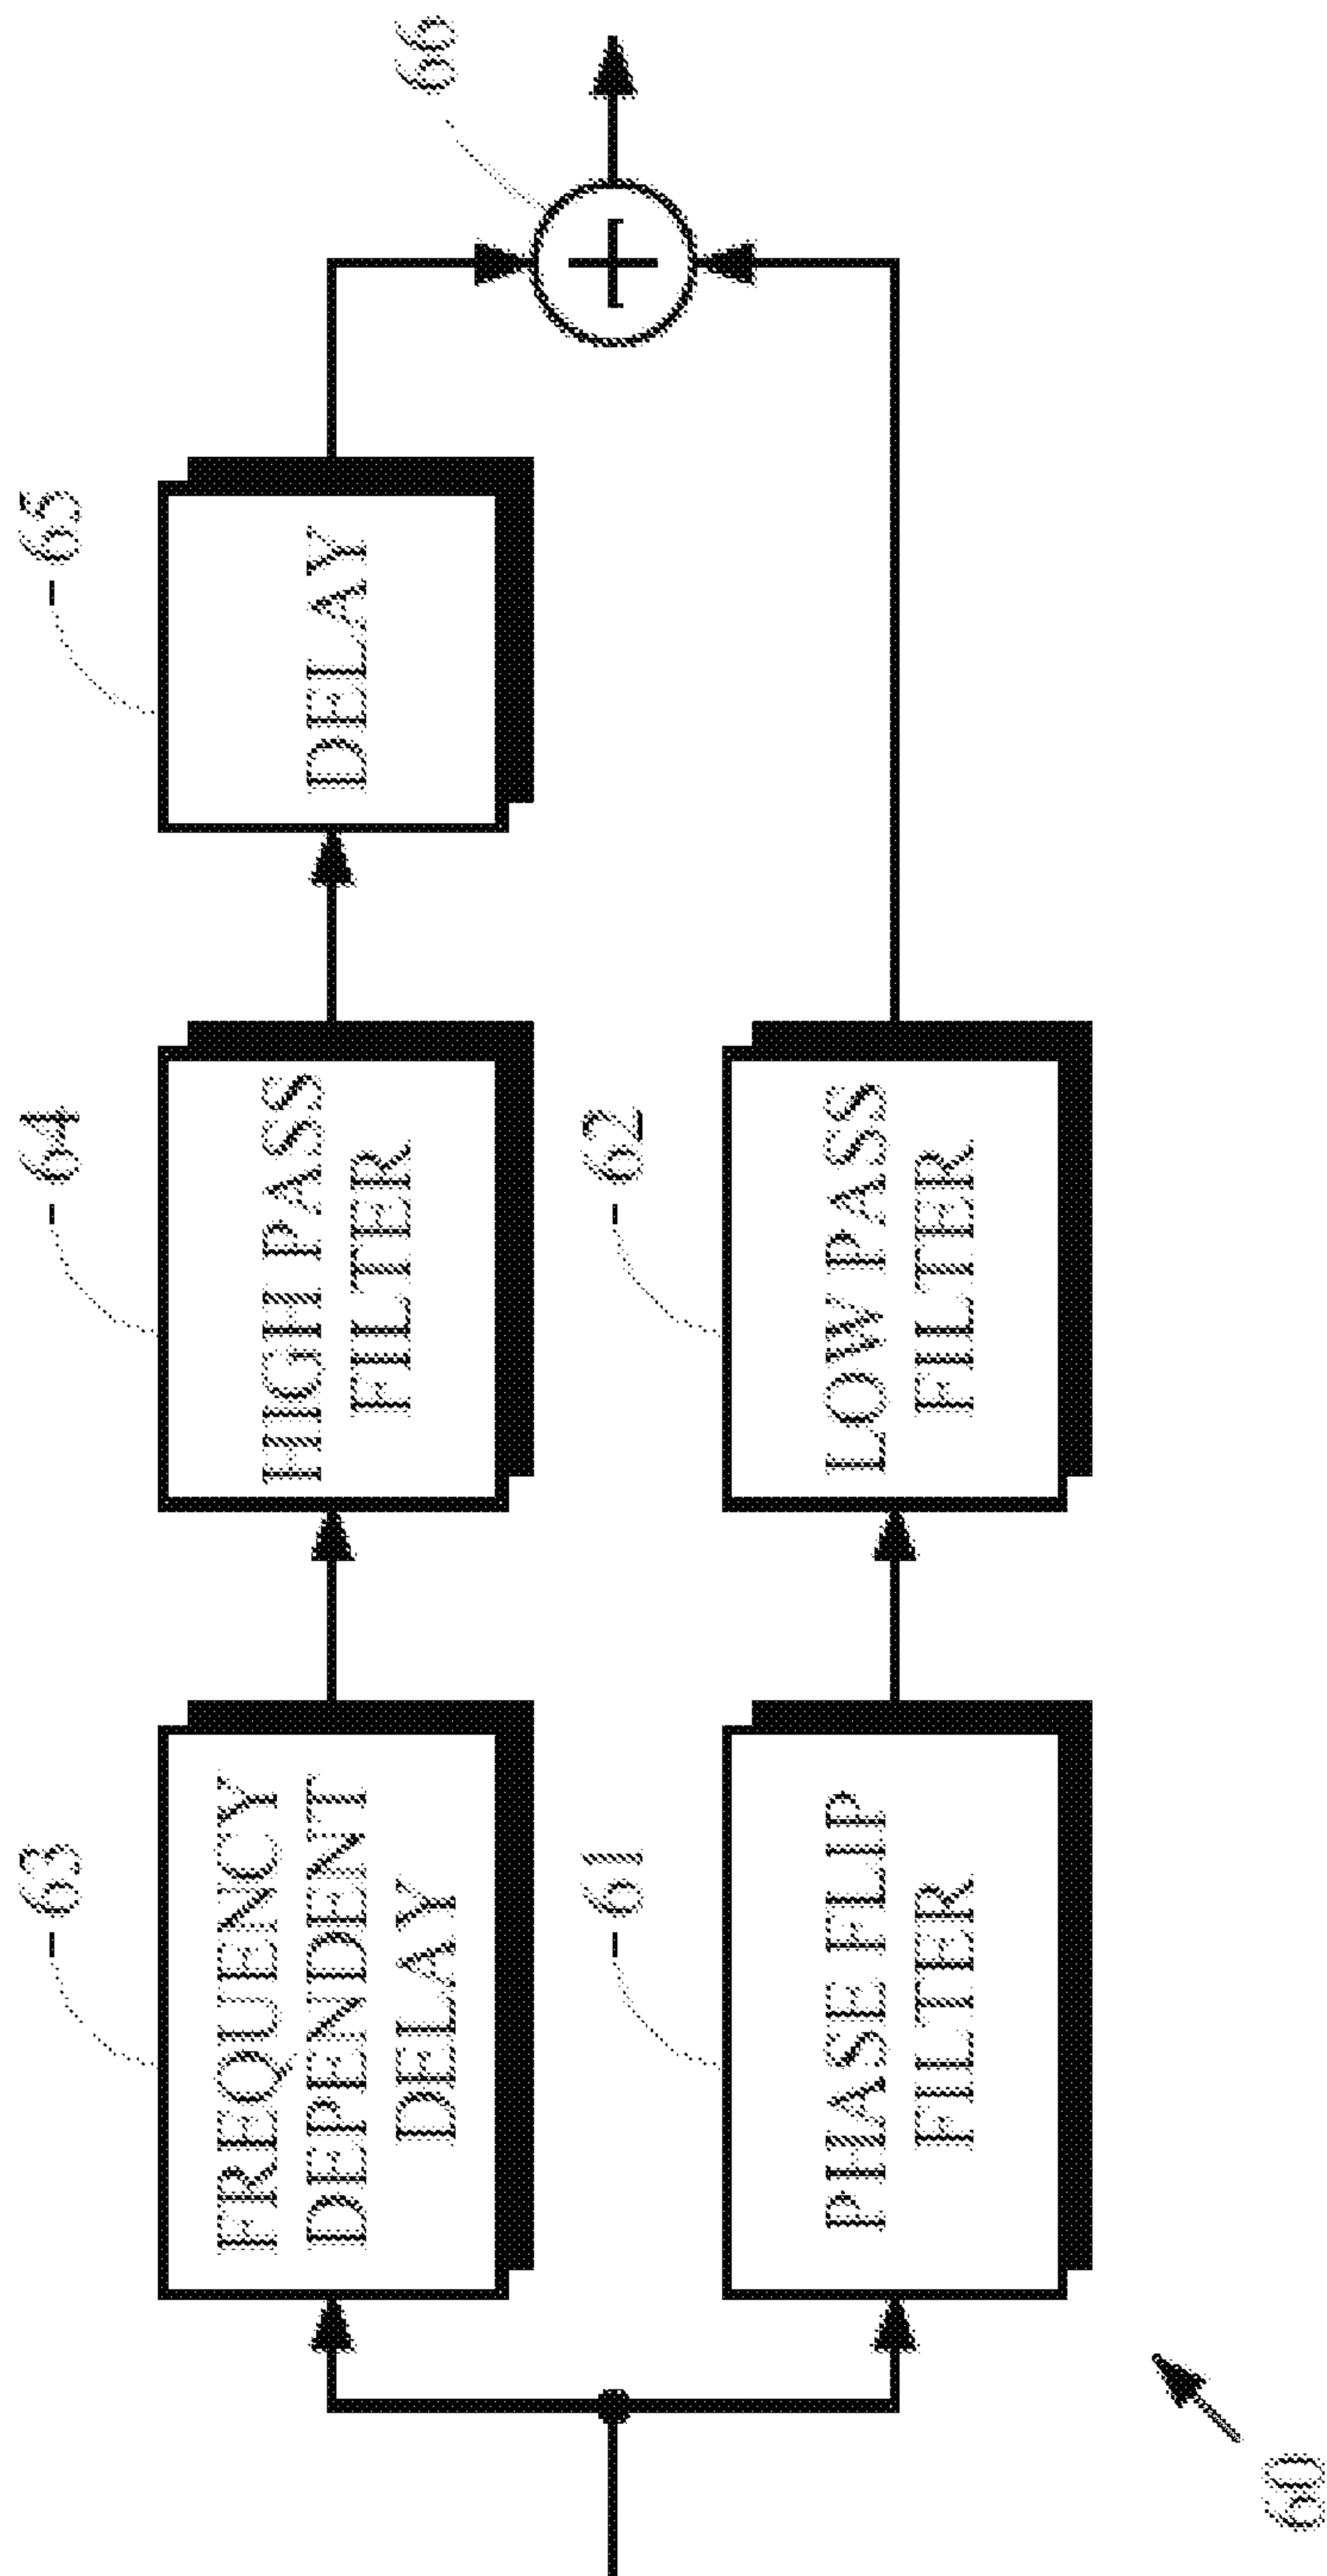 63
FREQUENCY
DEPENDENT
DELAY
64
HIGH PASS
FILTER
65
DELAY
66
61
PHASE FLIP
FILTER
62
LOW PASS
FILTER
60